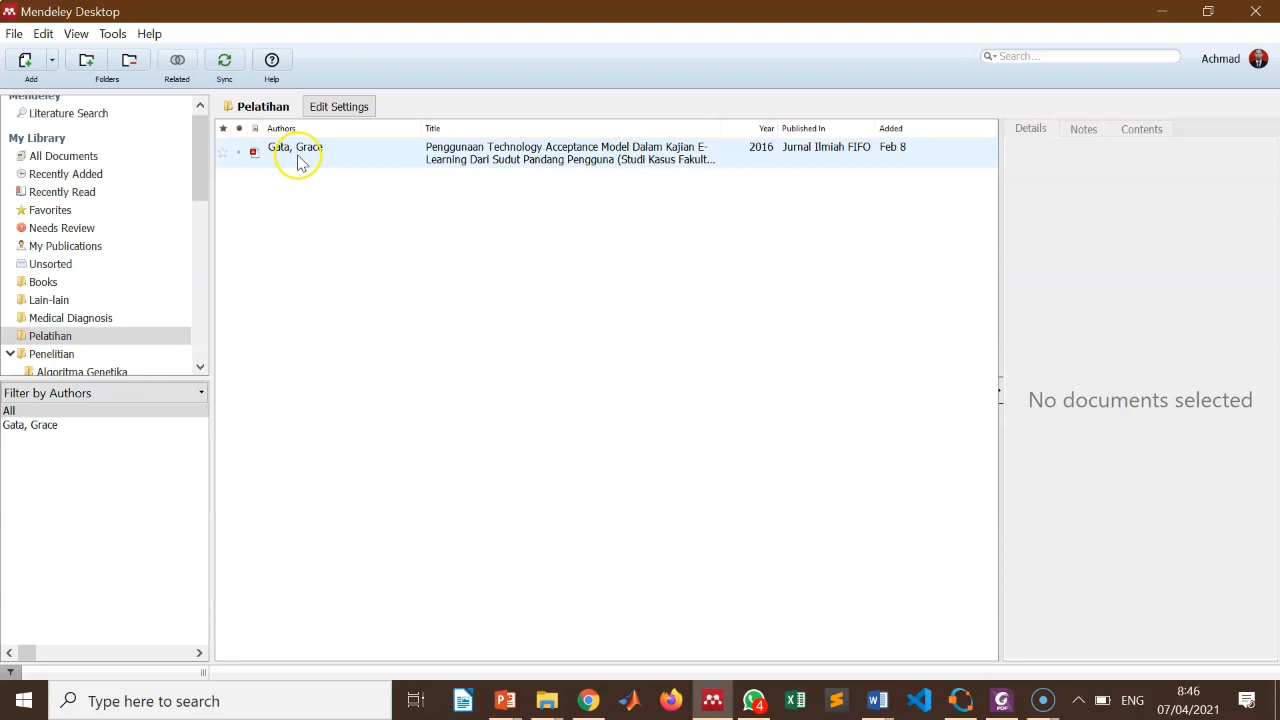 Mendeley Desktop
File Edit View Tools Help
Add Folders Related Sync Help
Search...
Achmad
Mendeley
Literature Search
My Library
All Documents
Recently Added
Recently Read
Favorites
Needs Review
My Publications
Unsorted
Books
Lain-lain
Medical Diagnosis
Pelatihan
Penelitian
Algoritma Genetika
Filter by Authors
All
Gata, Grace
Pelatihan Edit Settings
Authors Title Year Published In Added
Gata, Grace Penggunaan Technology Acceptance Model Dalam Kajian E- 2016 Jurnal Ilmiah FIFO Feb 8
Learning Dari Sudut Pandang Pengguna (Studi Kasus Fakult...
Details Notes Contents
No documents selected
Type here to search
4
PDF
ENG
8:46
07/04/2021